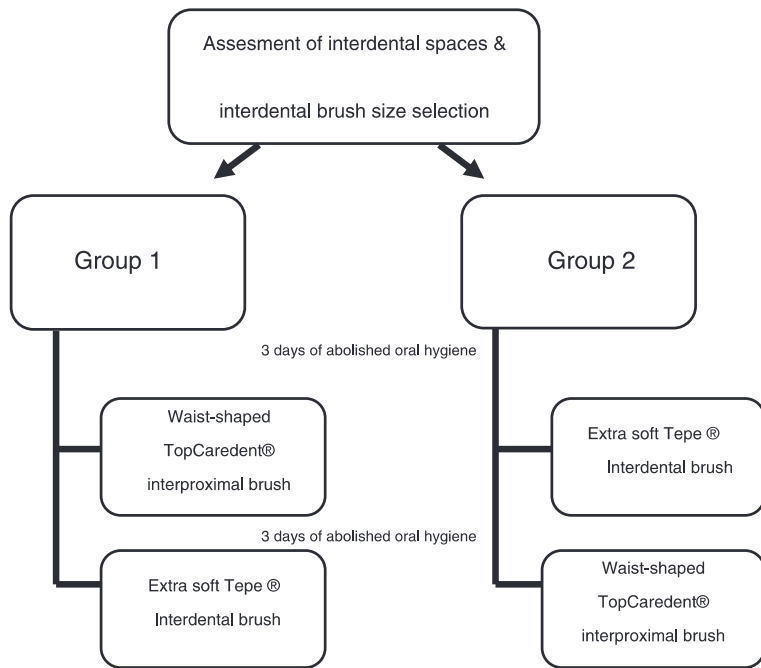 Assesment of interdental spaces &
interdental brush size selection
Group 1
Group 2
3 days of abolished oral hygiene
Waist-shaped
TopCaredent®
interproximal brush
Extra soft Tepe ®
Interdental brush
3 days of abolished oral hygiene
Extra soft Tepe ®
Interdental brush
Waist-shaped
TopCaredent®
interproximal brush